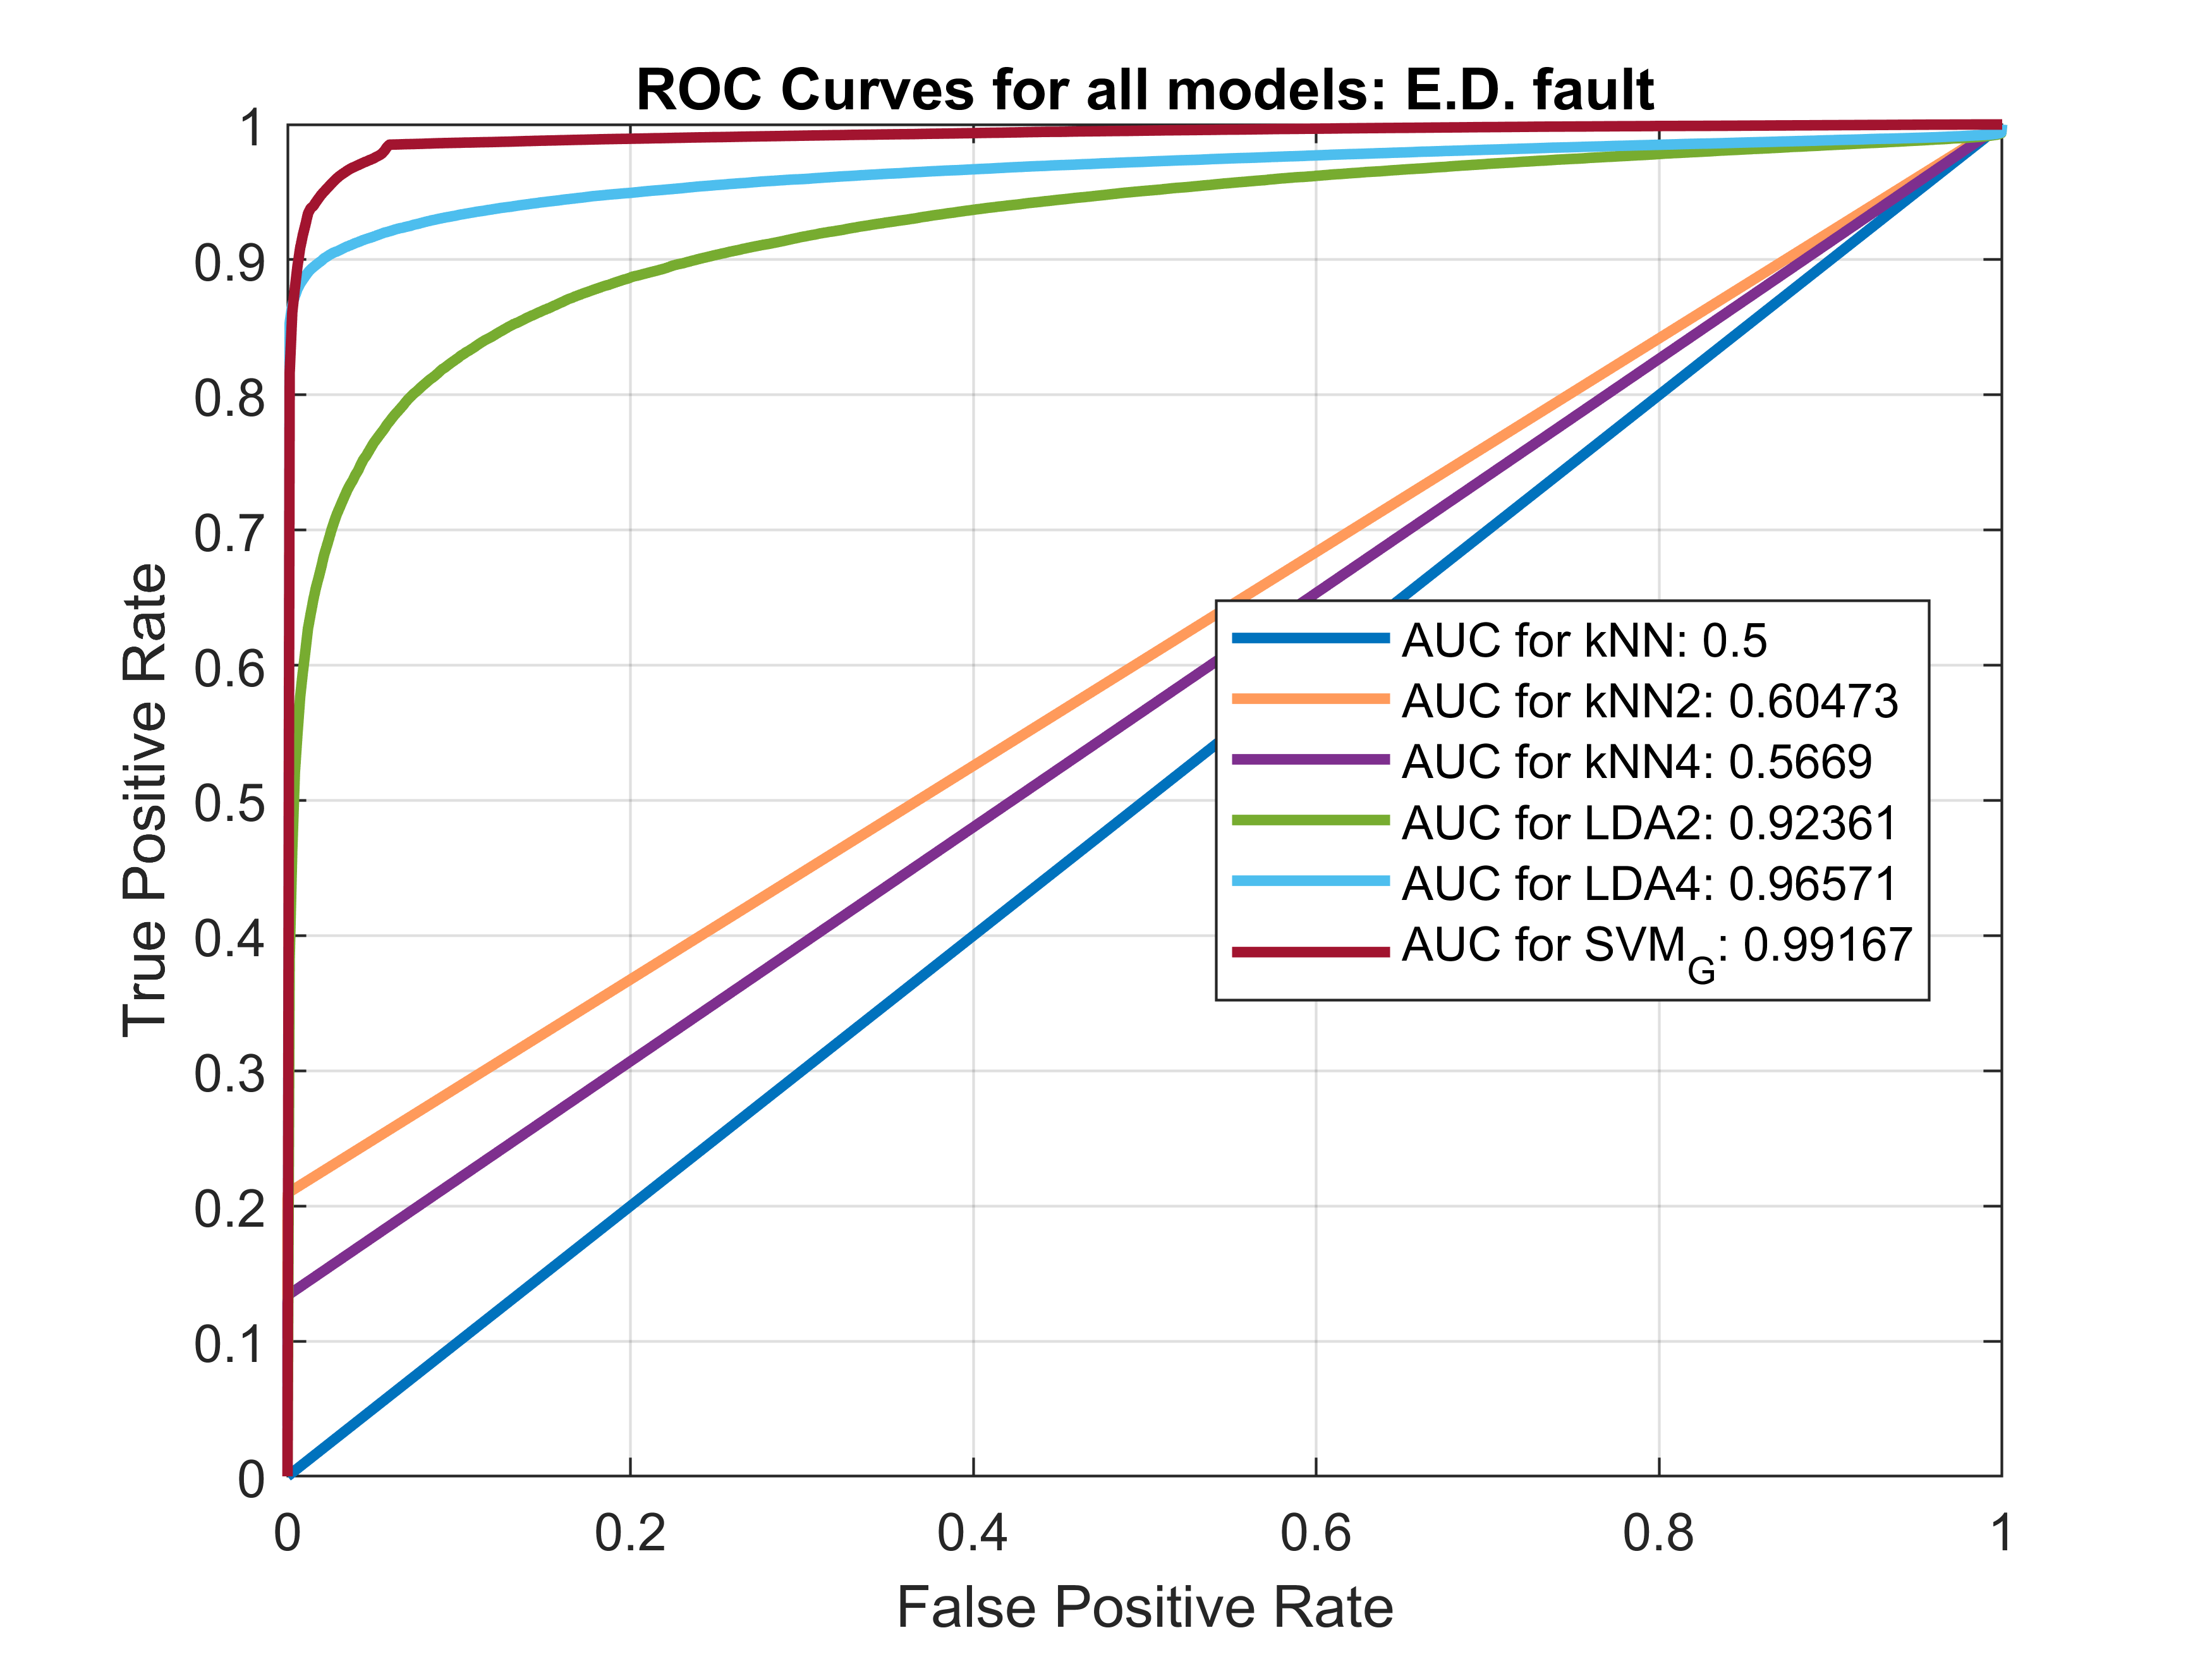 ROC Curves for all models: E.D. fault
1
0.9
0.8
0.7
0.6
0.5
0.4
0.3
0.2
0.1
0
True Positive Rate
AUC for kNN: 0.5
AUC for kNN2: 0.60473
AUC for kNN4: 0.5669
AUC for LDA2: 0.92361
AUC for LDA4: 0.96571
AUC for SVM_G: 0.99167
0 0.2 0.4 0.6 0.8 1
False Positive Rate